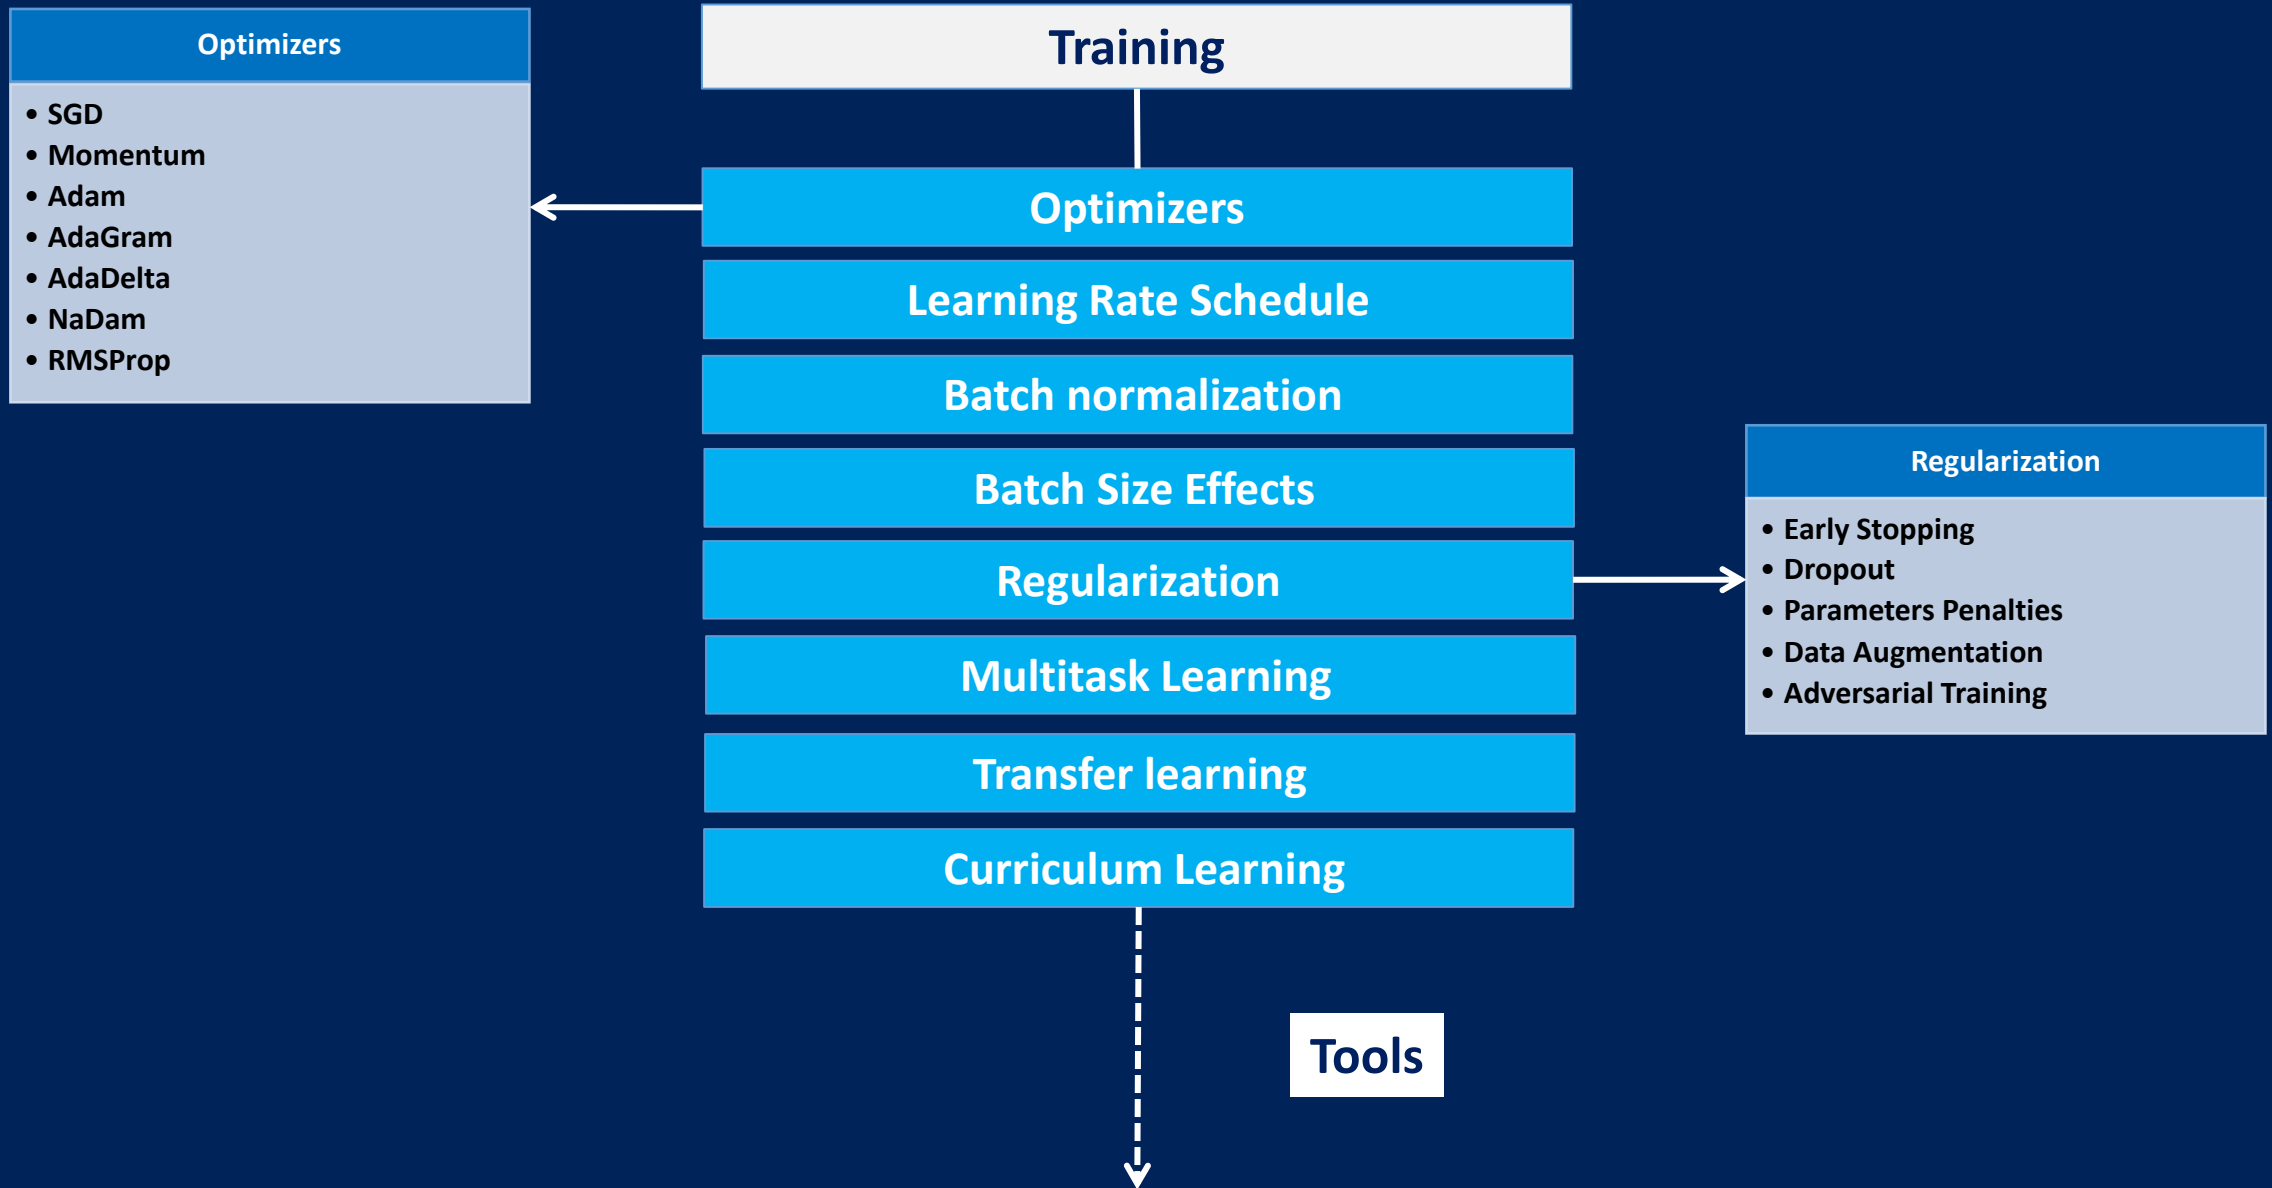 Optimizers
• SGD
• Momentum
• Adam
• AdaGram
• AdaDelta
• NaDam
• RMSProp
Training
Optimizers
Learning Rate Schedule
Batch normalization
Batch Size Effects
Regularization
Multitask Learning
Transfer learning
Curriculum Learning
Regularization
• Early Stopping
• Dropout
• Parameters Penalties
• Data Augmentation
• Adversarial Training
Tools